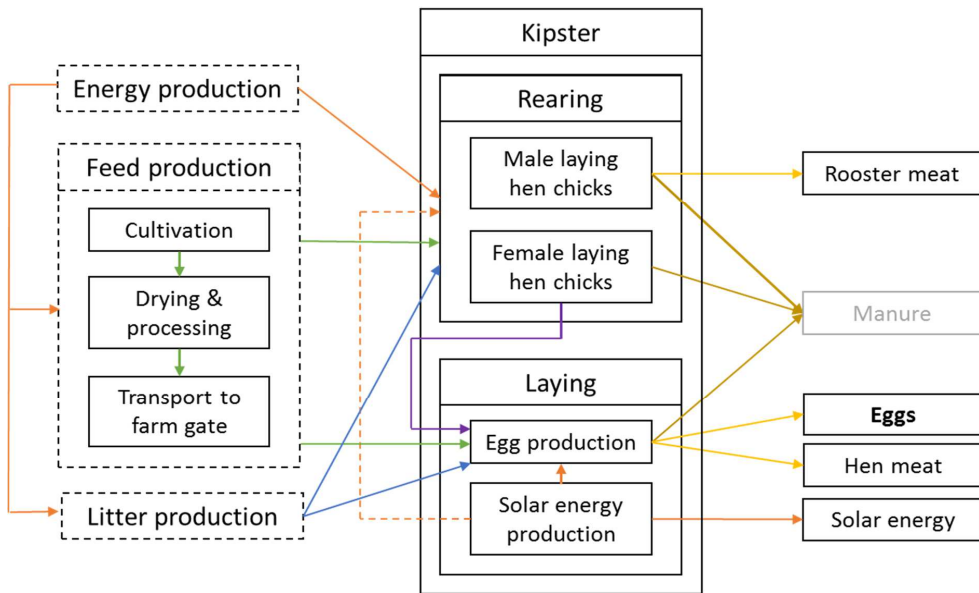 Energy production
Feed production
Cultivation
Drying &
processing
Transport to
farm gate
Litter production
Kipster
Rearing
Male laying
hen chicks
Female laying
hen chicks
Laying
Egg production
Solar energy
production
Rooster meat
Manure
Eggs
Hen meat
Solar energy